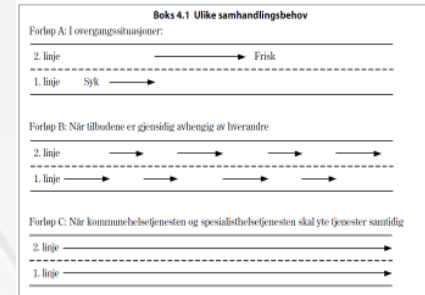 Boks 4.1 Ulike samhandlingsbehov
Forløp A: I overgangssituasjoner:
2. linje Frisk
1. linje Syk
Forløp B: Når tilbudene er gjensidig avhengig av hverandre
2. linje
1. linje
Forløp C: Når kommunehelsetjenesten og spesialisthelsetjenesten skal yte tjenester samtidig
2. linje
1. linje